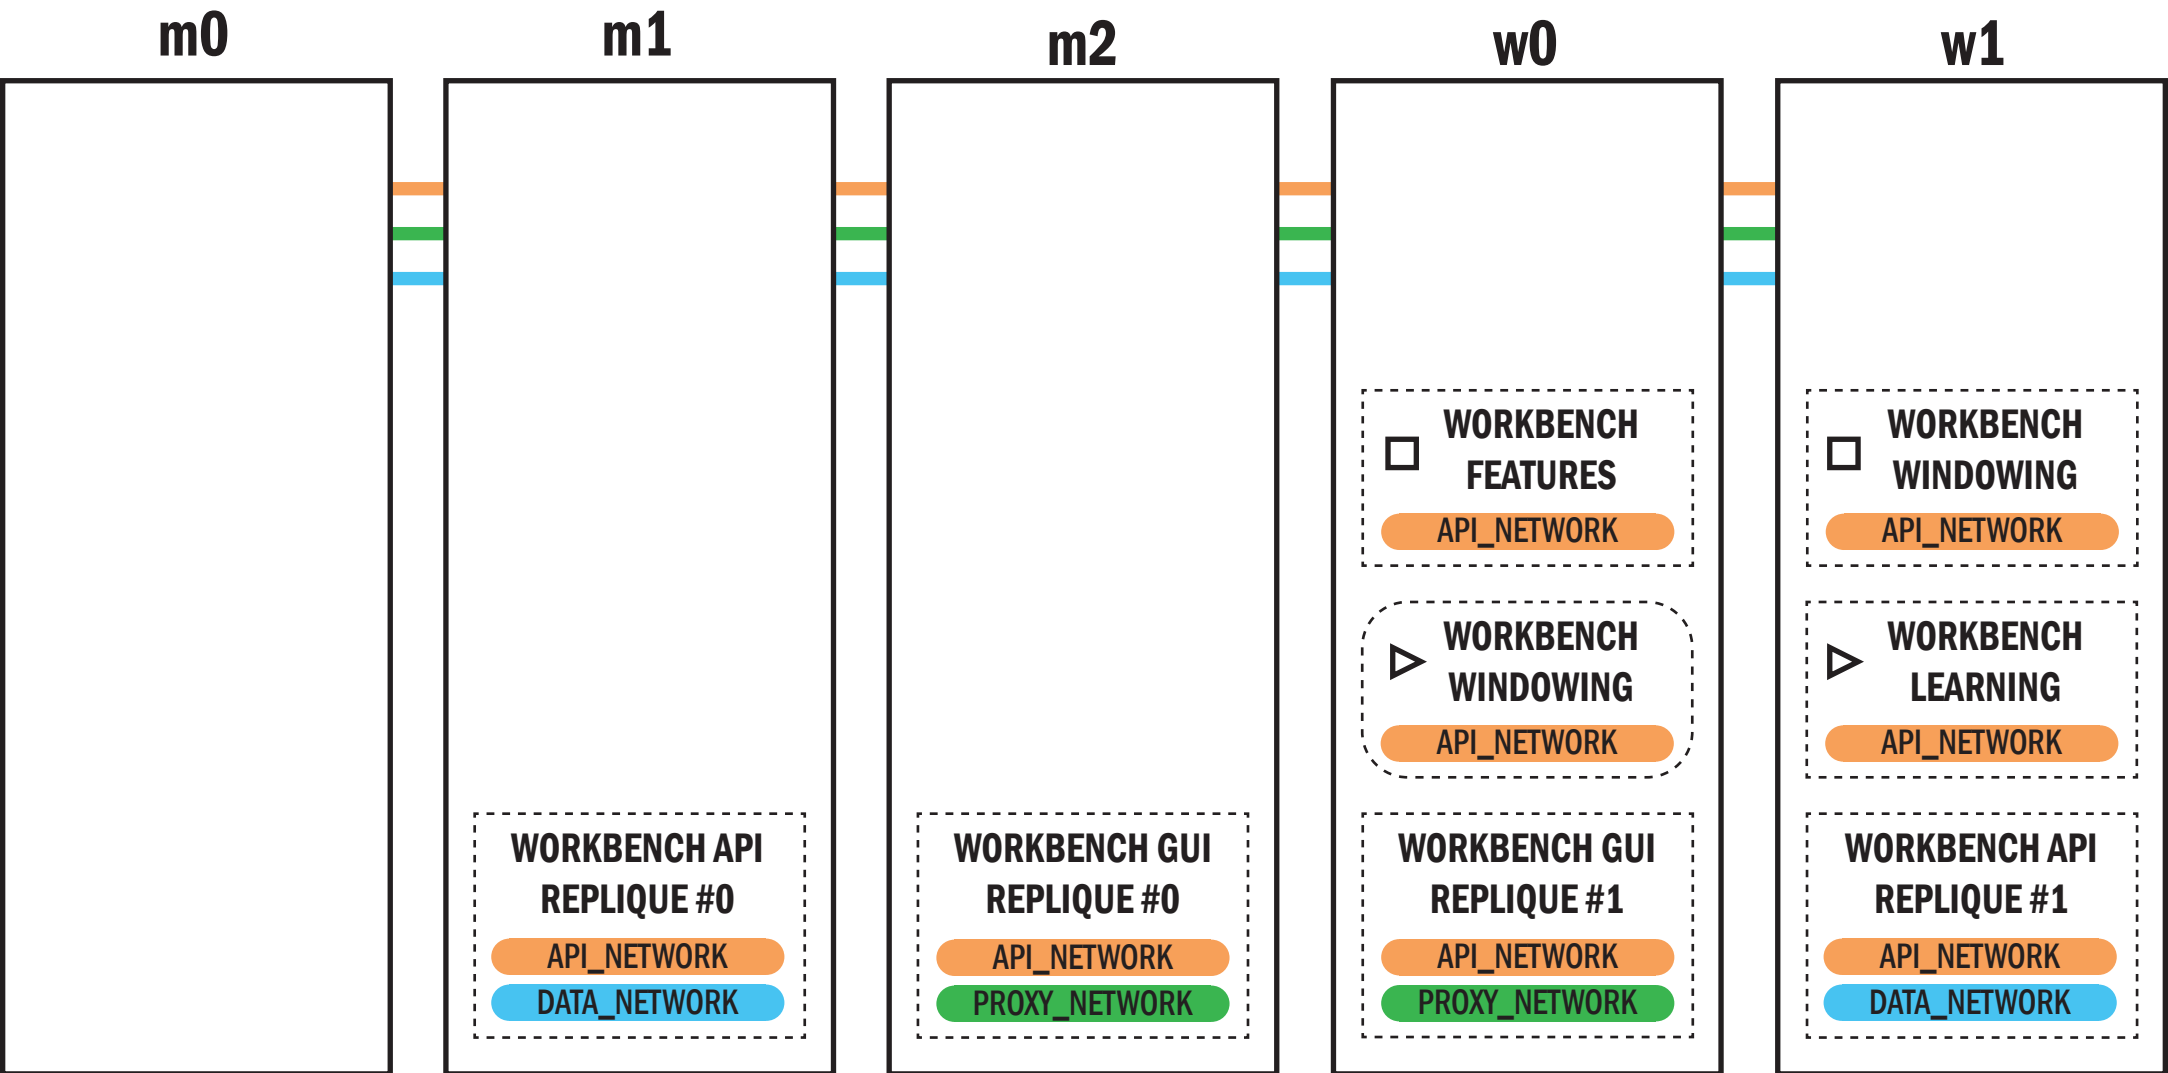 m0
m1
m2
w0
w1
WORKBENCH API
REPLIQUE #0
API_NETWORK
DATA_NETWORK
WORKBENCH GUI
REPLIQUE #0
API_NETWORK
PROXY_NETWORK
WORKBENCH
FEATURES
API_NETWORK
WORKBENCH
WINDOWING
API_NETWORK
WORKBENCH GUI
REPLIQUE #1
API_NETWORK
PROXY_NETWORK
WORKBENCH
WINDOWING
API_NETWORK
WORKBENCH
LEARNING
API_NETWORK
WORKBENCH API
REPLIQUE #1
API_NETWORK
DATA_NETWORK